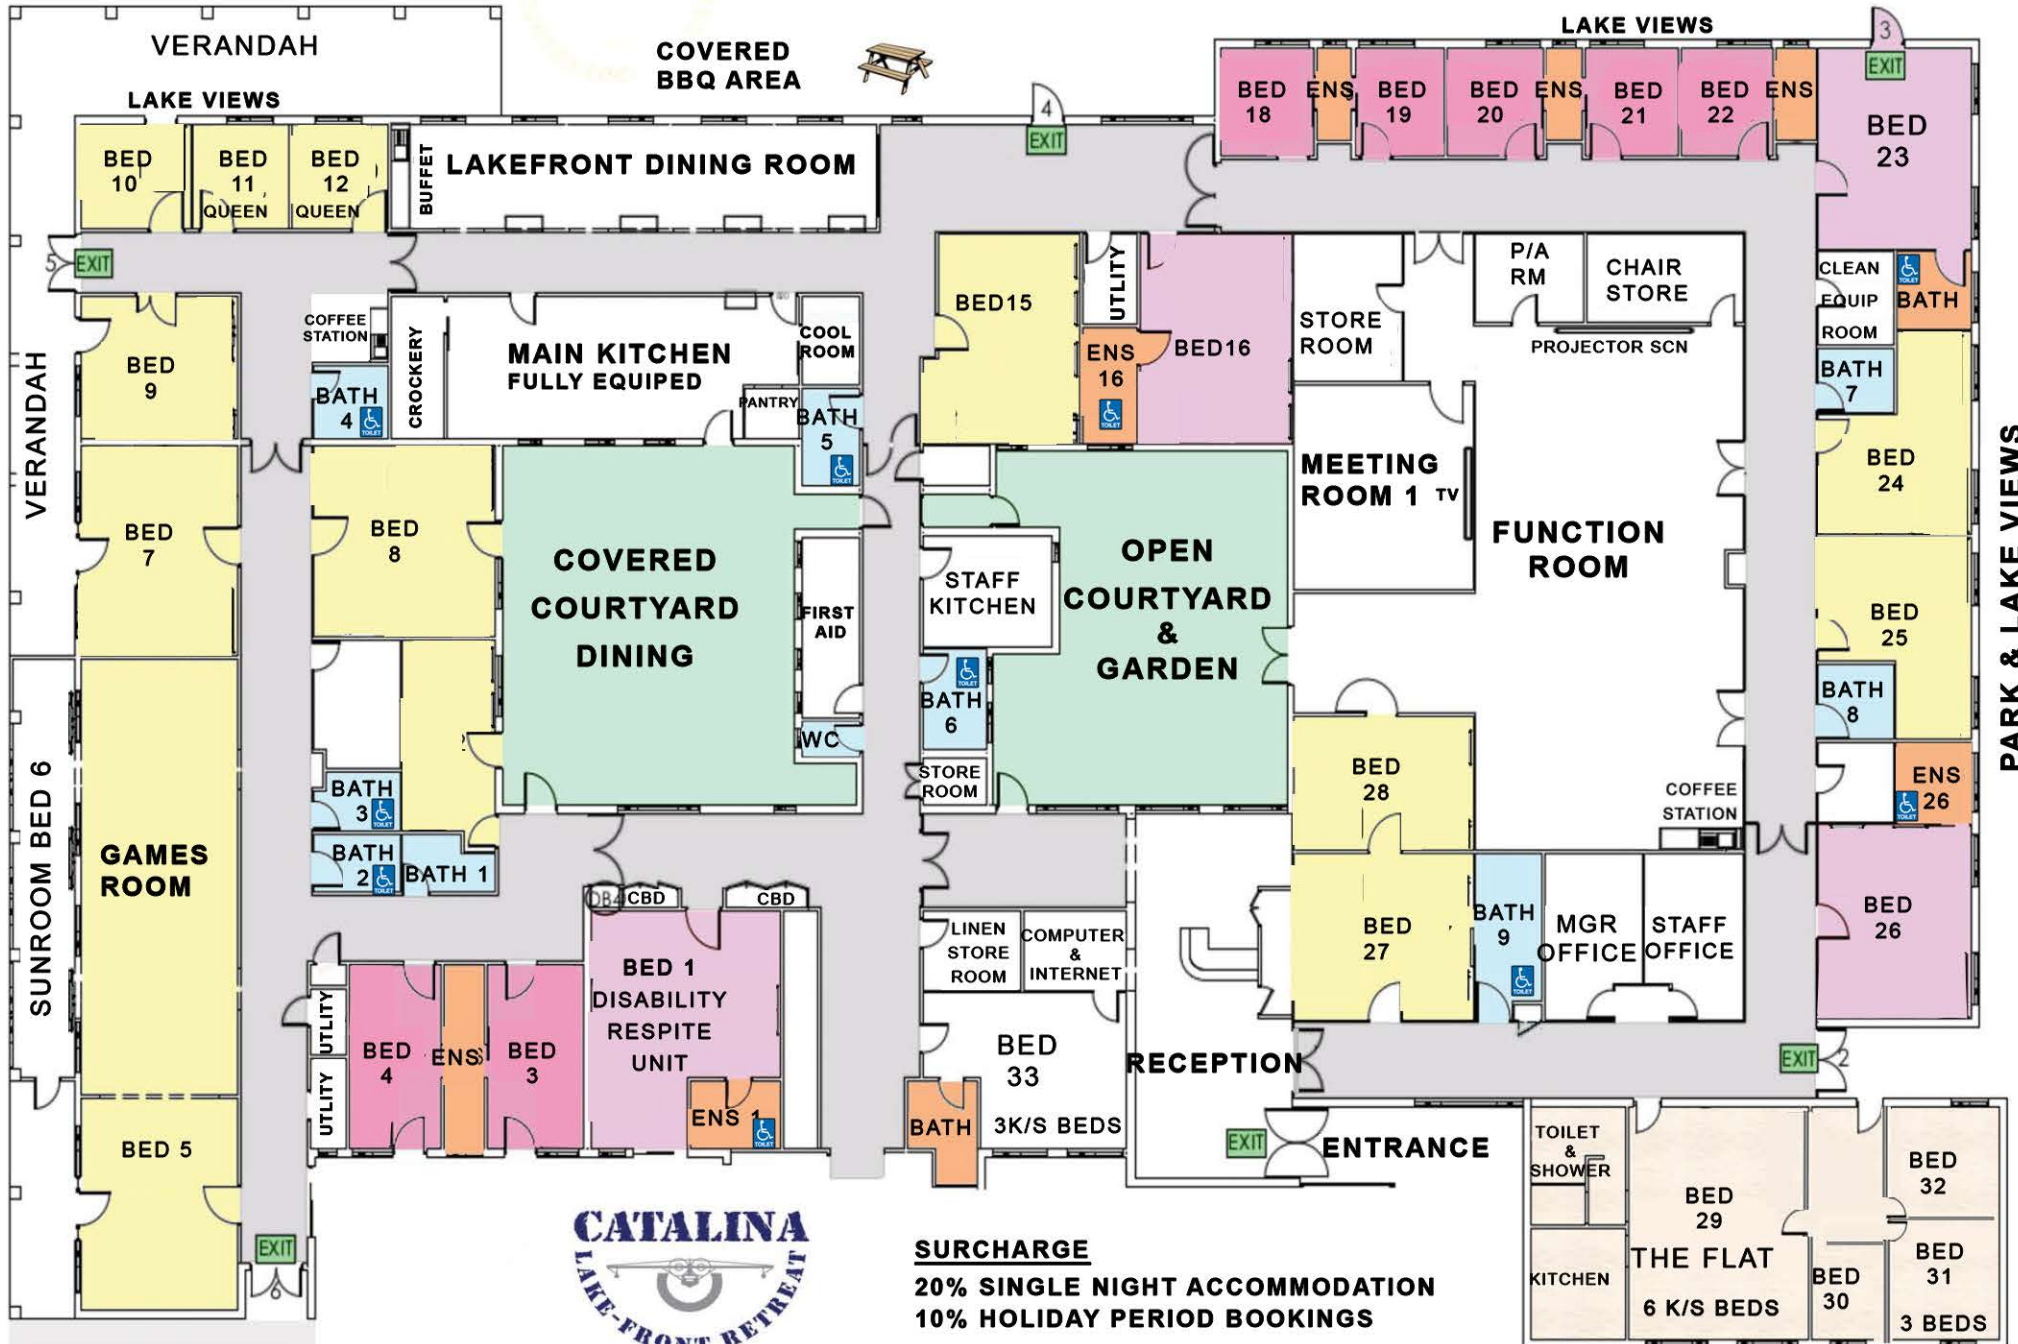 VERANDAH
COVERED
BBQ AREA
LAKE VIEWS
3
EXIT
LAKE VIEWS
4
EXIT
BED
18
ENS
BED
19
BED
20
ENS
BED
21
BED
22
ENS
BED
23
BED
10
BED
11
QUEEN
BED
12
QUEEN
BUFFET
LAKEFRONT DINING ROOM
5
EXIT
VERANDAH
BED
9
COFFEE
STATION
BATH
4
TOILET
CROCKERY
MAIN KITCHEN
FULLY EQUIPED
COOL
ROOM
PANTRY
BATH
5
TOILET
BED15
UTLITY
ENS
16
TOILET
BED16
STORE
ROOM
P/A
RM
CHAIR
STORE
PROJECTOR SCN
CLEAN
EQUIP
ROOM
TOILET
BATH
BATH
7
BED
24
PARK & LAKE VIEWS
BED
7
BED
8
COVERED
COURTYARD
DINING
FIRST
AID
WC
STAFF
KITCHEN
TOILET
BATH
6
STORE
ROOM
OPEN
COURTYARD
&
GARDEN
MEETING
ROOM 1 TV
FUNCTION
ROOM
BED
25
BATH
8
ENS
26
TOILET
BED
26
SUNROOM BED 6
GAMES
ROOM
BATH
3
TOILET
BATH
2
TOILET
BATH 1
CBD
CBD
BED
28
COFFEE
STATION
BED
27
BATH
9
TOILET
MGR
OFFICE
STAFF
OFFICE
LINEN
STORE
ROOM
COMPUTER
&
INTERNET
BED 1
DISABILITY
RESPITE
UNIT
ENS 1
TOILET
UTLITY
UTLITY
BED
4
ENS
BED
3
BED
33
3K/S BEDS
BATH
RECEPTION
EXIT
2
EXIT
ENTRANCE
BED 5
EXIT
6
TOILET
&
SHOWER
KITCHEN
BED
29
THE FLAT
6 K/S BEDS
BED
30
BED
32
BED
31
3 BEDS
CATALINA
LAKE-FRONT RETREAT
SURCHARGE
20% SINGLE NIGHT ACCOMMODATION
10% HOLIDAY PERIOD BOOKINGS